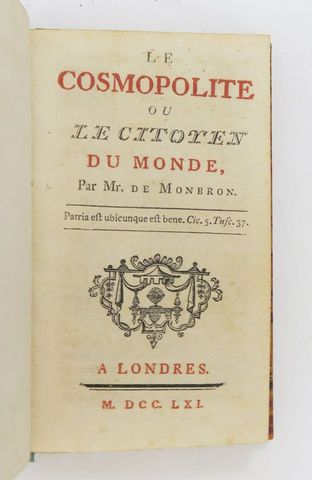 LE
COSMOPOLITE
OU
LE CITOYEN
DU MONDE,
Par Mr. DE MONBRON.
Patria eſt ubicunque eſt bene. Cic. 5. Tuſc. 37.
A LONDRES.
M. DCC. LXI.